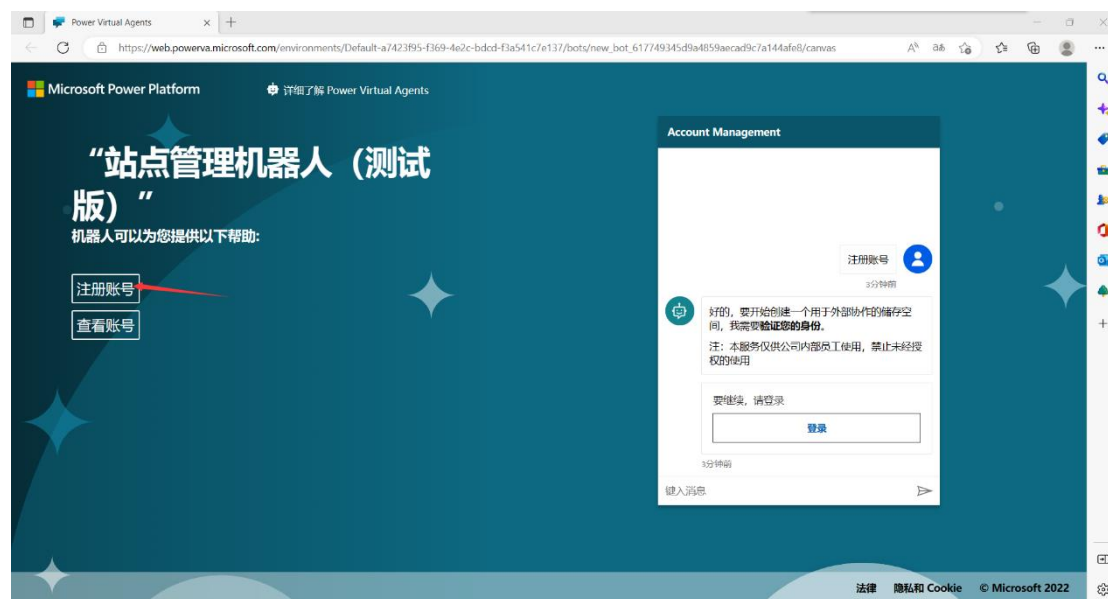 Power Virtual Agents
https://web.powerva.microsoft.com/environments/Default-a7423f95-f369-4e2c-bdcd-f3a541c7e137/bots/new_bot_617749345d9a4859aecad9c7a144afe8/canvas
Microsoft Power Platform
详细了解 Power Virtual Agents
“站点管理机器人（测试
版）”
机器人可以为您提供以下帮助:
注册账号
查看账号
Account Management
注册账号
3分钟前
好的，要开始创建一个用于外部协作的储存空
间，我需要验证您的身份。
注：本服务仅供公司内部员工使用，禁止未经授
权的使用
要继续，请登录
登录
3分钟前
键入消息
法律 隐私和 Cookie © Microsoft 2022